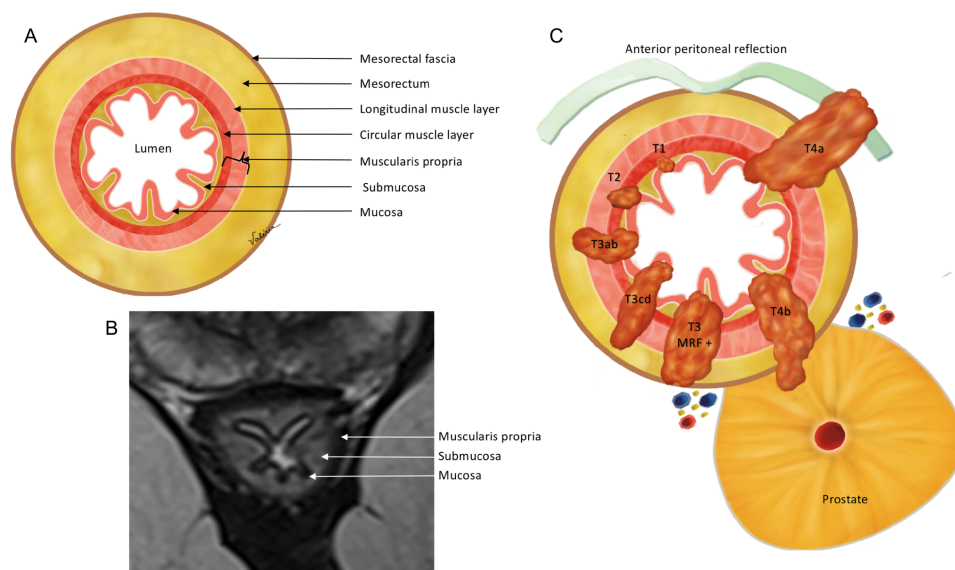 A
Mesorectal fascia
Mesorectum
Longitudinal muscle layer
Circular muscle layer
Muscularis propria
Submucosa
Mucosa
Lumen
B
Muscularis propria
Submucosa
Mucosa
C
Anterior peritoneal reflection
T1
T2
T3ab
T3cd
T3
MRF +
T4b
T4a
Prostate